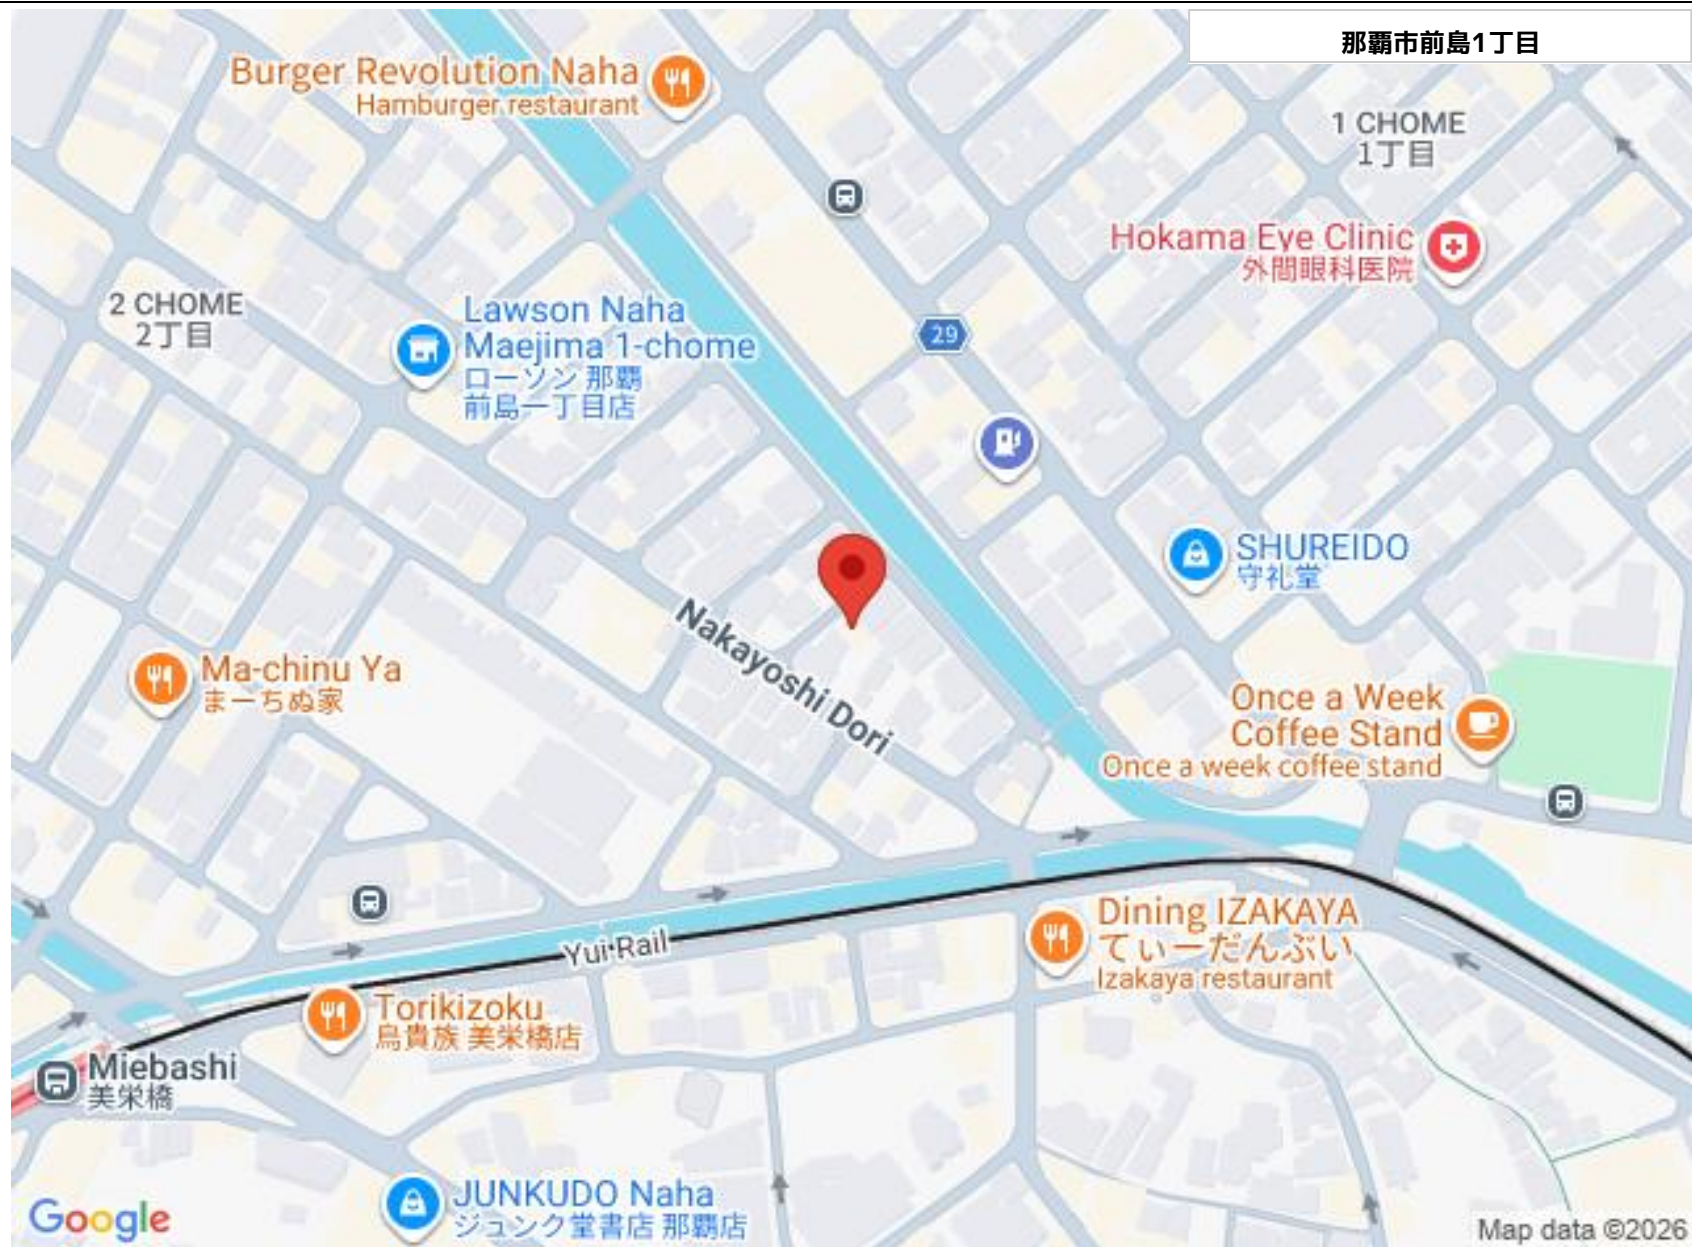 那覇市前島1丁目
Burger Revolution Naha
Hamburger restaurant
1 CHOME
1丁目
Hokama Eye Clinic
外間眼科医院
2 CHOME
2丁目
Lawson Naha
Maejima 1-chome
ローソン 那覇
前島一丁目店
29
SHUREIDO
守礼堂
Nakayoshi Dori
Ma-chinu Ya
まーちぬ家
Once a Week
Coffee Stand
Once a week coffee stand
Dining IZAKAYA
てぃーだんぶい
Izakaya restaurant
Yui Rail
Torikizoku
鳥貴族 美栄橋店
Miebashi
美栄橋
JUNKUDO Naha
ジュンク堂書店 那覇店
Google
Map data ©2026